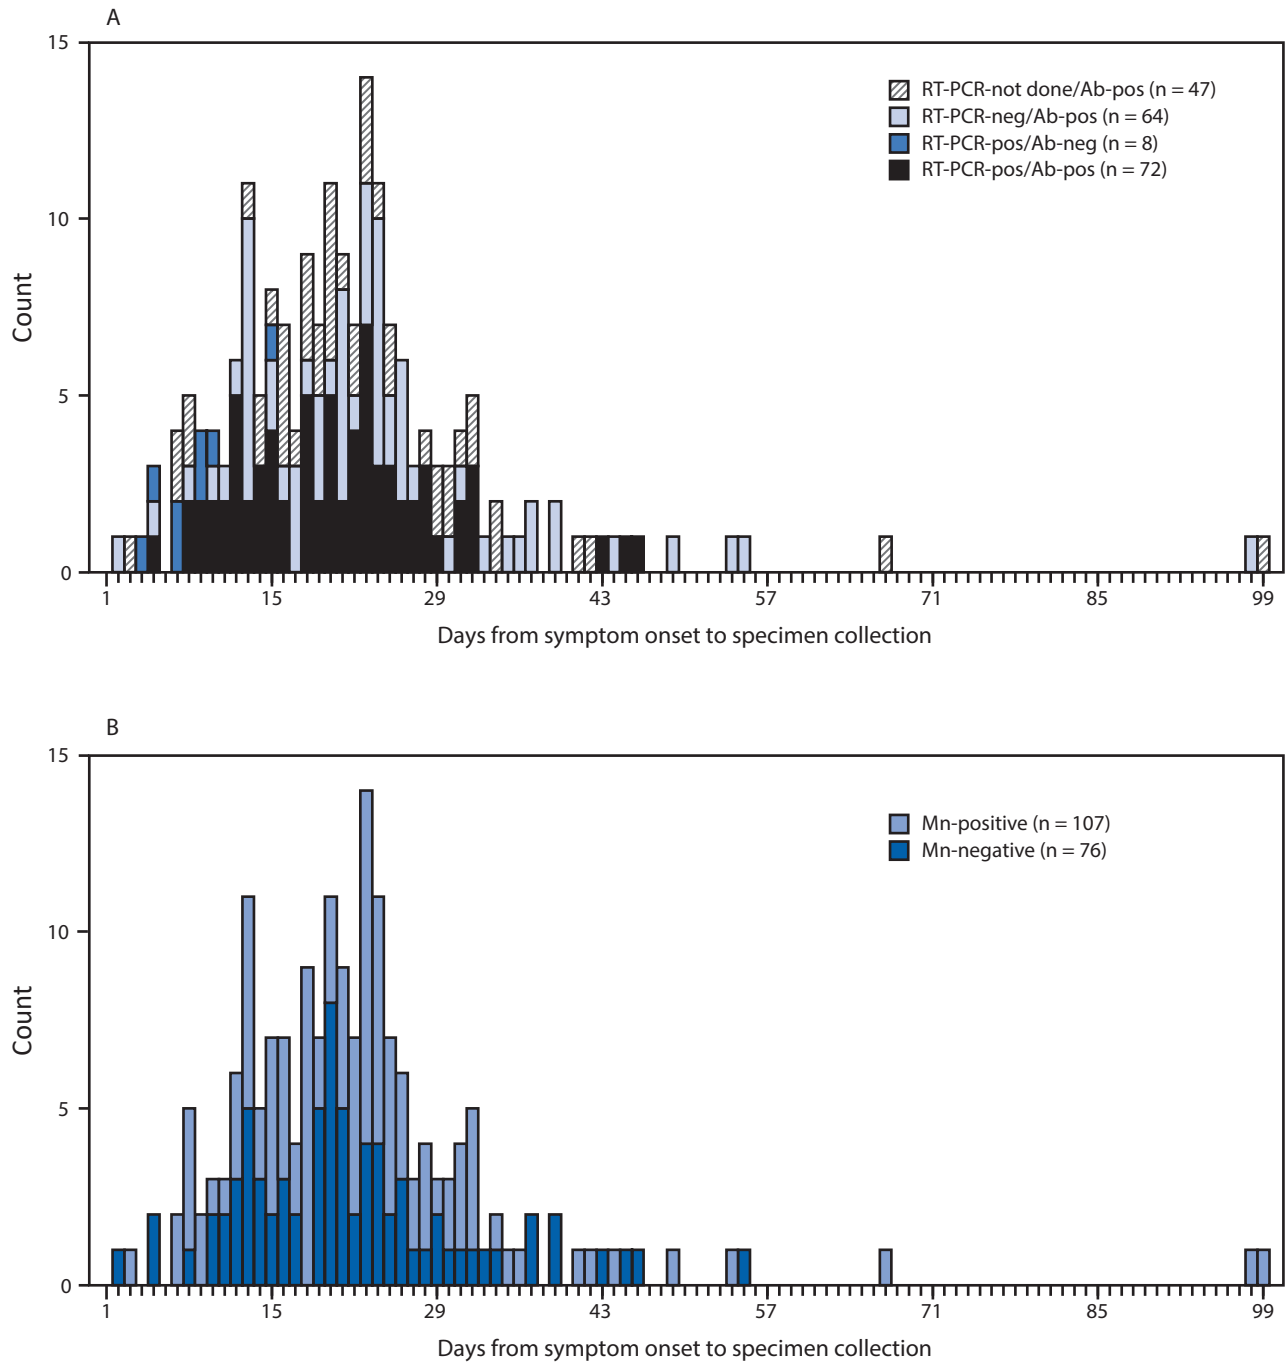 A
15
10
5
0
Count
RT-PCR-not done/Ab-pos (n = 47)
RT-PCR-neg/Ab-pos (n = 64)
RT-PCR-pos/Ab-neg (n = 8)
RT-PCR-pos/Ab-pos (n = 72)
1 15 29 43 57 71 85 99
Days from symptom onset to specimen collection
B
15
10
5
0
Count
Mn-positive (n = 107)
Mn-negative (n = 76)
1 15 29 43 57 71 85 99
Days from symptom onset to specimen collection